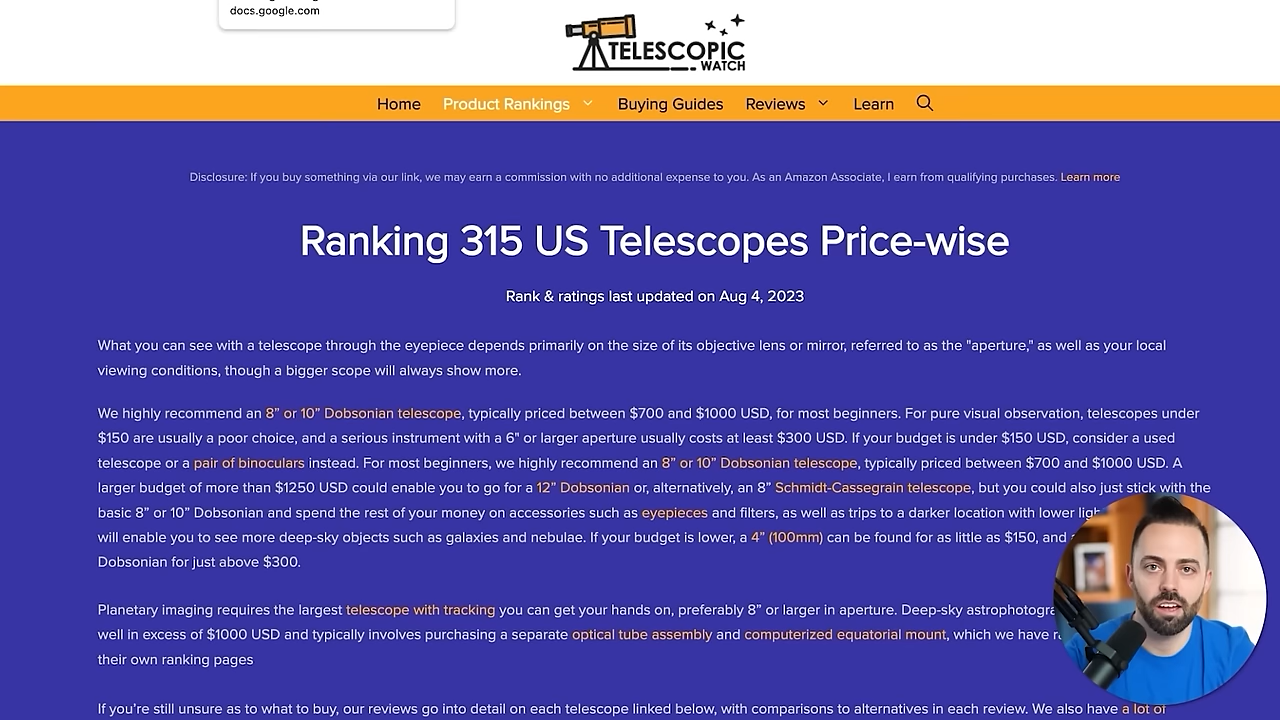 docs.google.com
TELESCOPIC
WATCH
Home Product Rankings Buying Guides Reviews Learn
Disclosure: If you buy something via our link, we may earn a commission with no additional expense to you. As an Amazon Associate, I earn from qualifying purchases. Learn more
Ranking 315 US Telescopes Price-wise
Rank & ratings last updated on Aug 4, 2023
What you can see with a telescope through the eyepiece depends primarily on the size of its objective lens or mirror, referred to as the "aperture," as well as your local
viewing conditions, though a bigger scope will always show more.
We highly recommend an 8” or 10” Dobsonian telescope, typically priced between $700 and $1000 USD, for most beginners. For pure visual observation, telescopes under
$150 are usually a poor choice, and a serious instrument with a 6" or larger aperture usually costs at least $300 USD. If your budget is under $150 USD, consider a used
telescope or a pair of binoculars instead. For most beginners, we highly recommend an 8” or 10” Dobsonian telescope, typically priced between $700 and $1000 USD. A
larger budget of more than $1250 USD could enable you to go for a 12” Dobsonian or, alternatively, an 8” Schmidt-Cassegrain telescope, but you could also just stick with the
basic 8” or 10” Dobsonian and spend the rest of your money on accessories such as eyepieces and filters, as well as trips to a darker location with lower
will enable you to see more deep-sky objects such as galaxies and nebulae. If your budget is lower, a 4” (100mm) can be found for as little as $150, and
Dobsonian for just above $300.
Planetary imaging requires the largest telescope with tracking you can get your hands on, preferably 8” or larger in aperture. Deep-sky
well in excess of $1000 USD and typically involves purchasing a separate optical tube assembly and computerized equatorial mount, which we have
their own ranking pages
If you're still unsure as to what to buy, our reviews go into detail on each telescope linked below, with comparisons to alternatives in each review. We also have a lot of